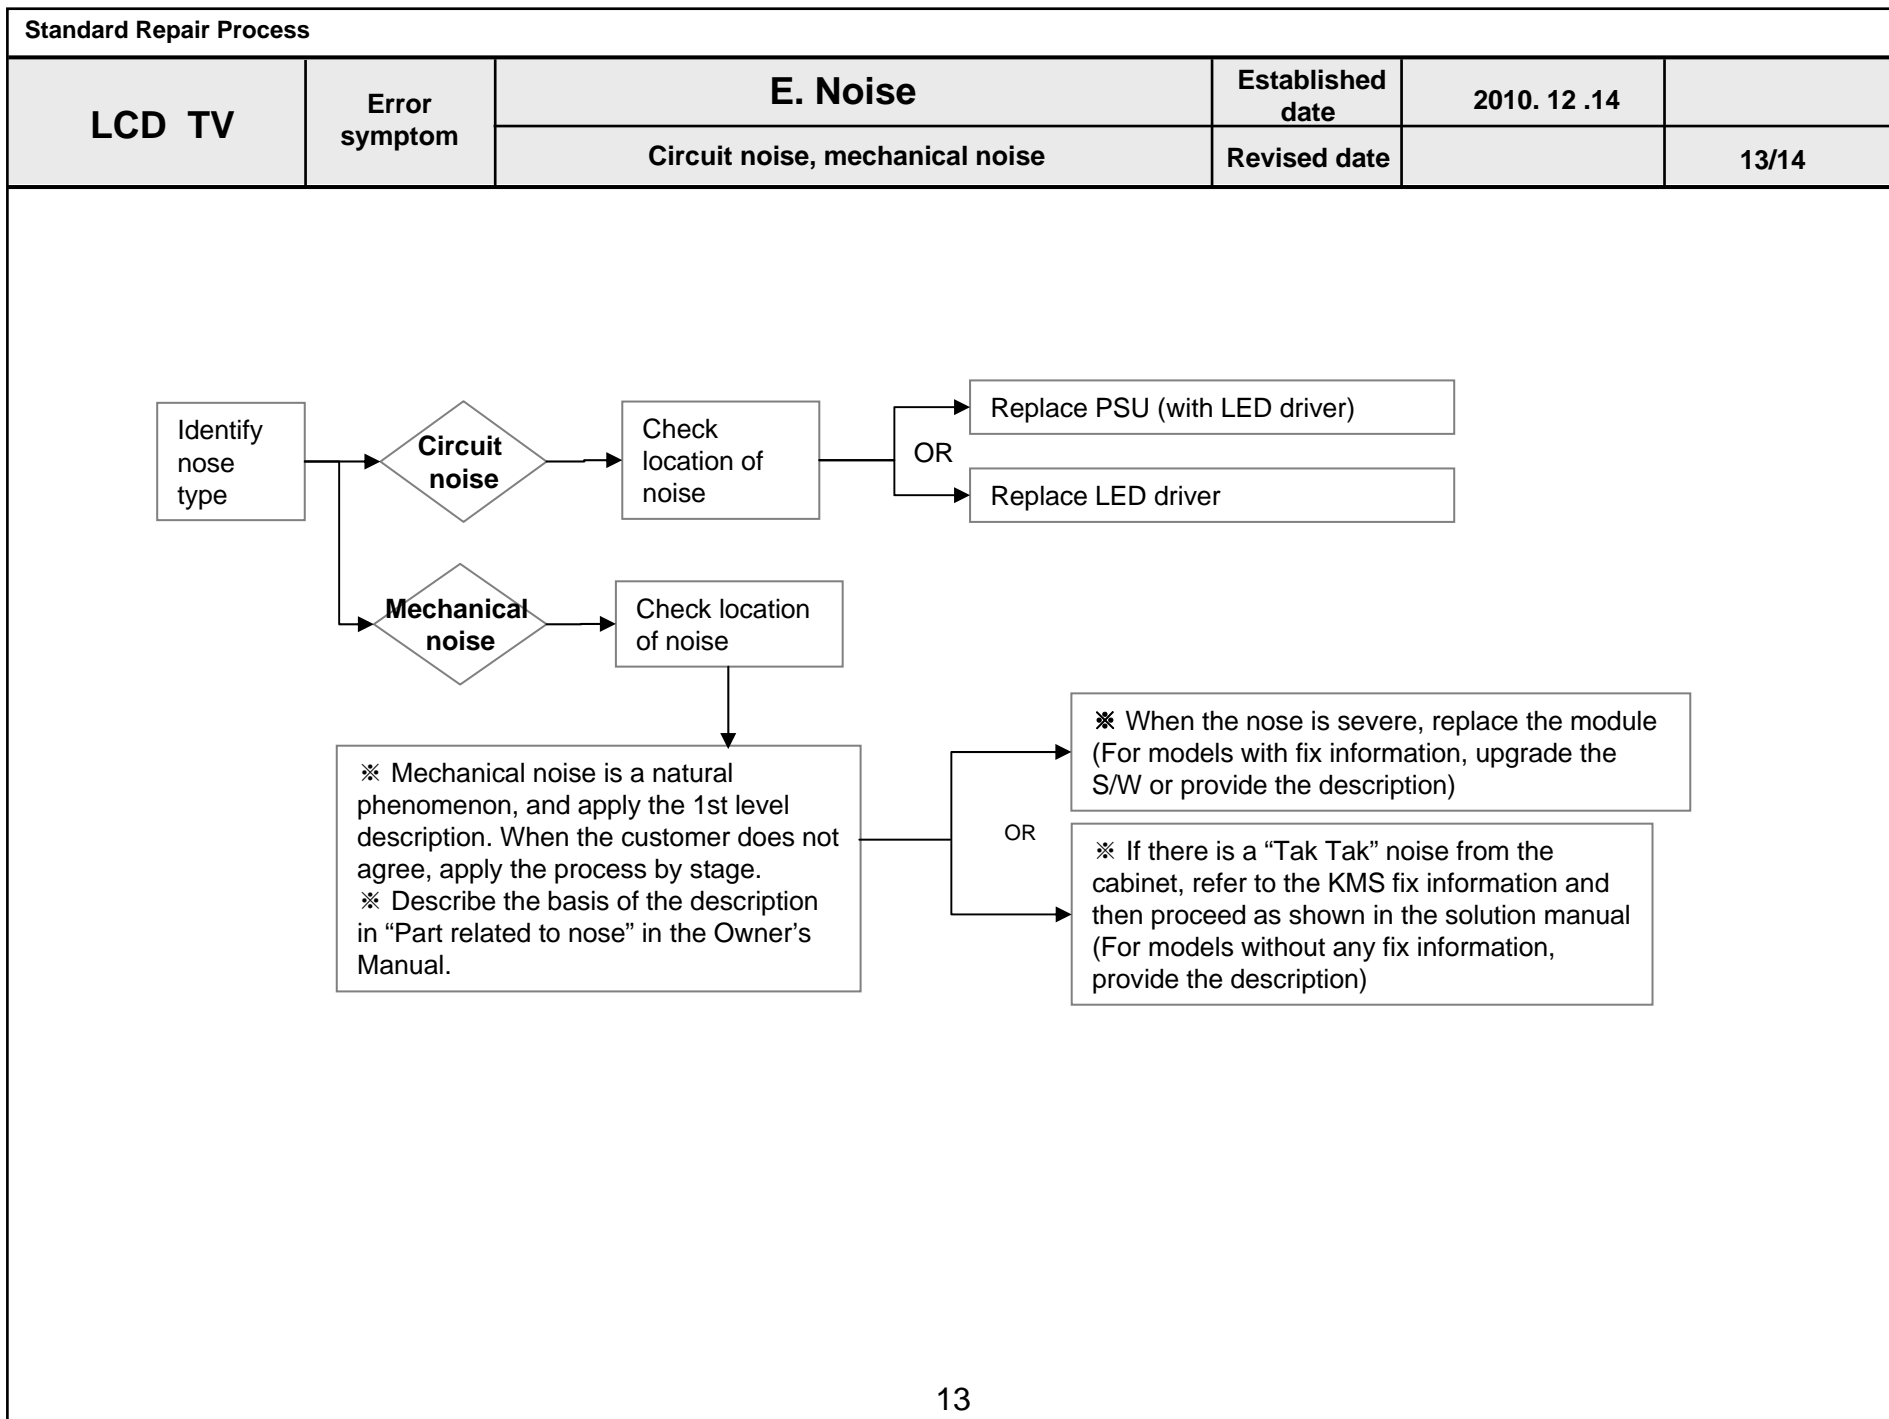 Standard Repair Process
LCD TV
Error
symptom
E. Noise
Established
date
2010. 12 .14
Circuit noise, mechanical noise
Revised date
13/14
Identify
nose
type
Circuit
noise
Check
location of
noise
OR
Replace PSU (with LED driver)
Replace LED driver
Mechanical
noise
Check location
of noise
※ Mechanical noise is a natural
phenomenon, and apply the 1st level
description. When the customer does not
agree, apply the process by stage.
※ Describe the basis of the description
in “Part related to nose” in the Owner’s
Manual.
OR
※ When the nose is severe, replace the module
(For models with fix information, upgrade the
S/W or provide the description)
※ If there is a “Tak Tak” noise from the
cabinet, refer to the KMS fix information and
then proceed as shown in the solution manual
(For models without any fix information,
provide the description)
13